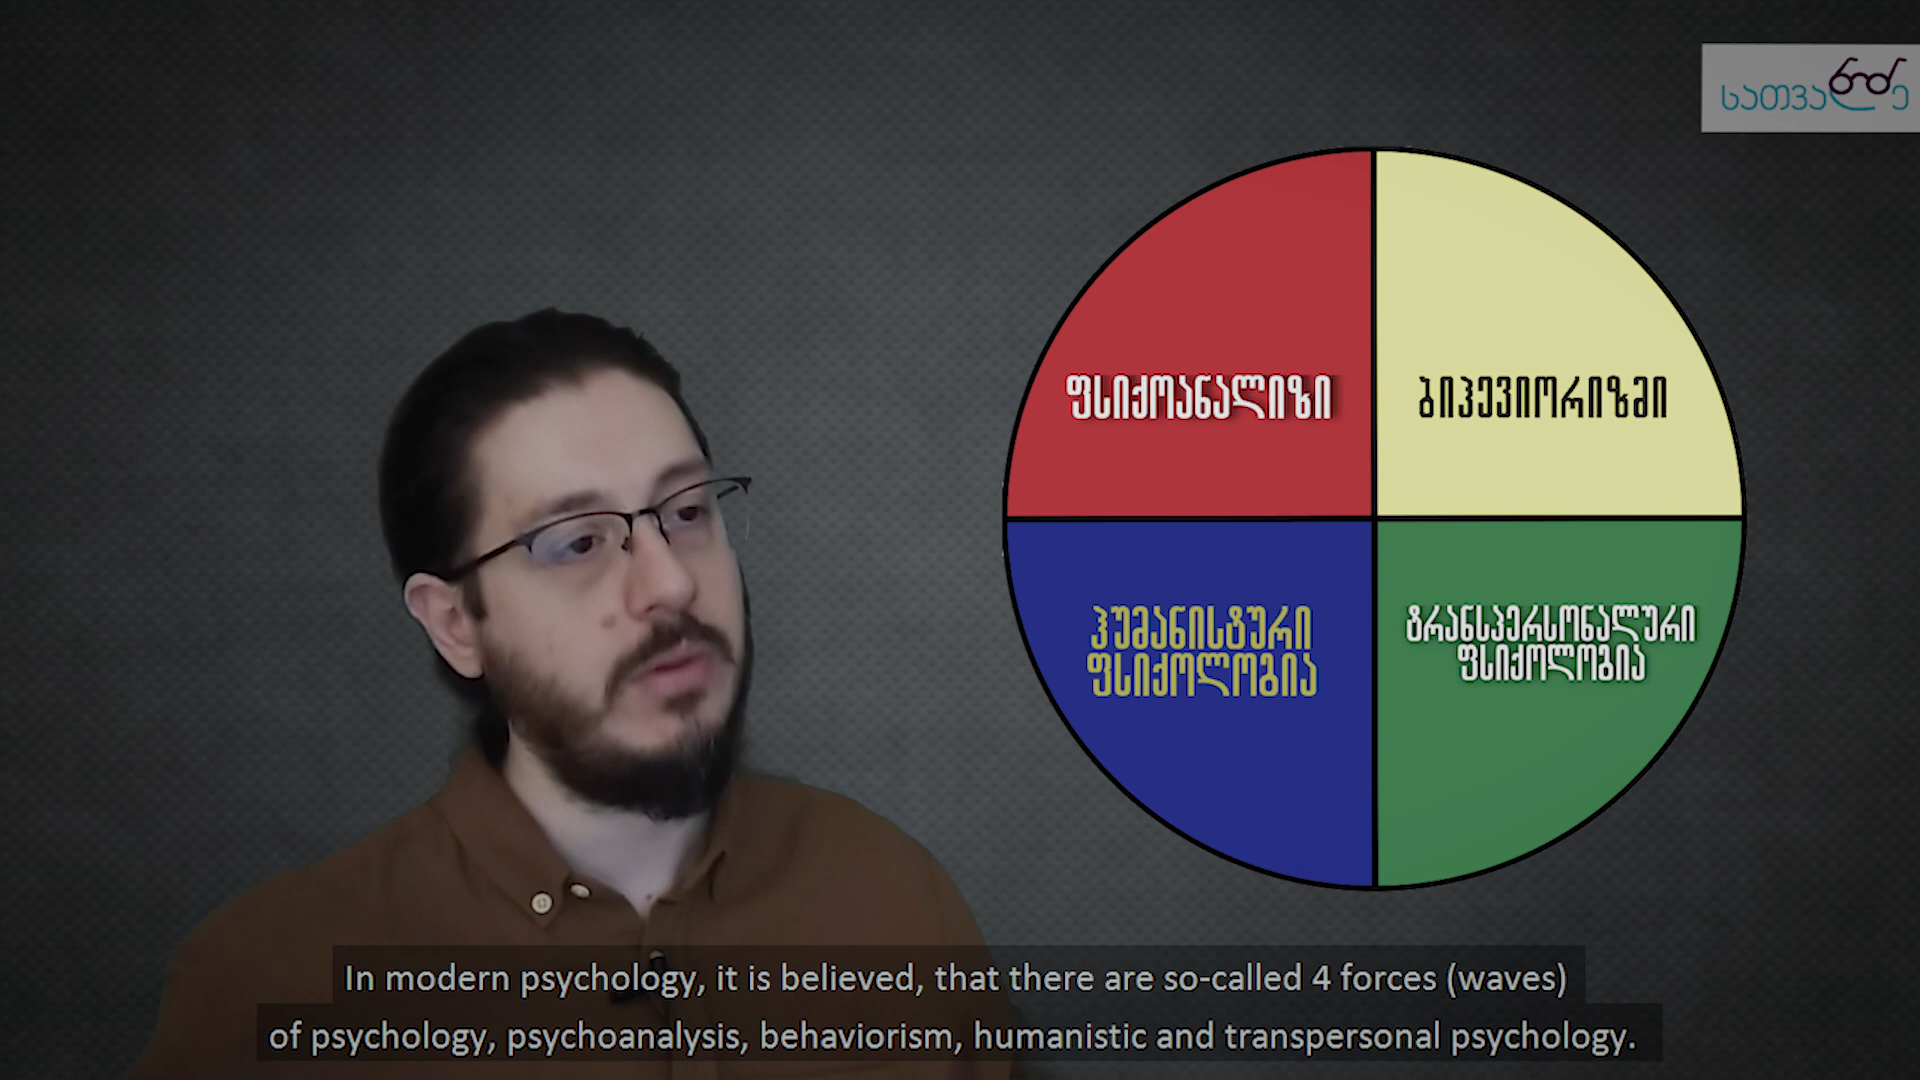 სათვალე
ფსიქოანალიზი
ბიჰევიორიზმი
ჰუმანისტური
ფსიქოლოგია
ტრანსპერსონალური
ფსიქოლოგია
In modern psychology, it is believed, that there are so-called 4 forces (waves)
of psychology, psychoanalysis, behaviorism, humanistic and transpersonal psychology.